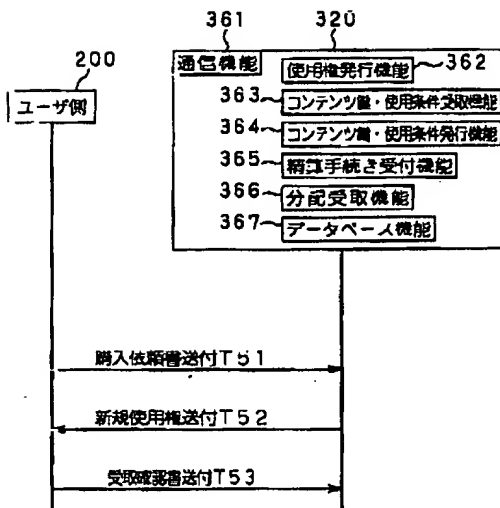 361 320
200
通信機能
使用権発行機能 362
ユーザ側
363 コンテンツ鍵・使用条件受取機能
364 コンテンツ鍵・使用条件発行機能
365 精算手続き受付機能
366 分配受取機能
367 データベース機能
購入依頼書送付T51
新規使用権送付T52
受取確認書送付T53